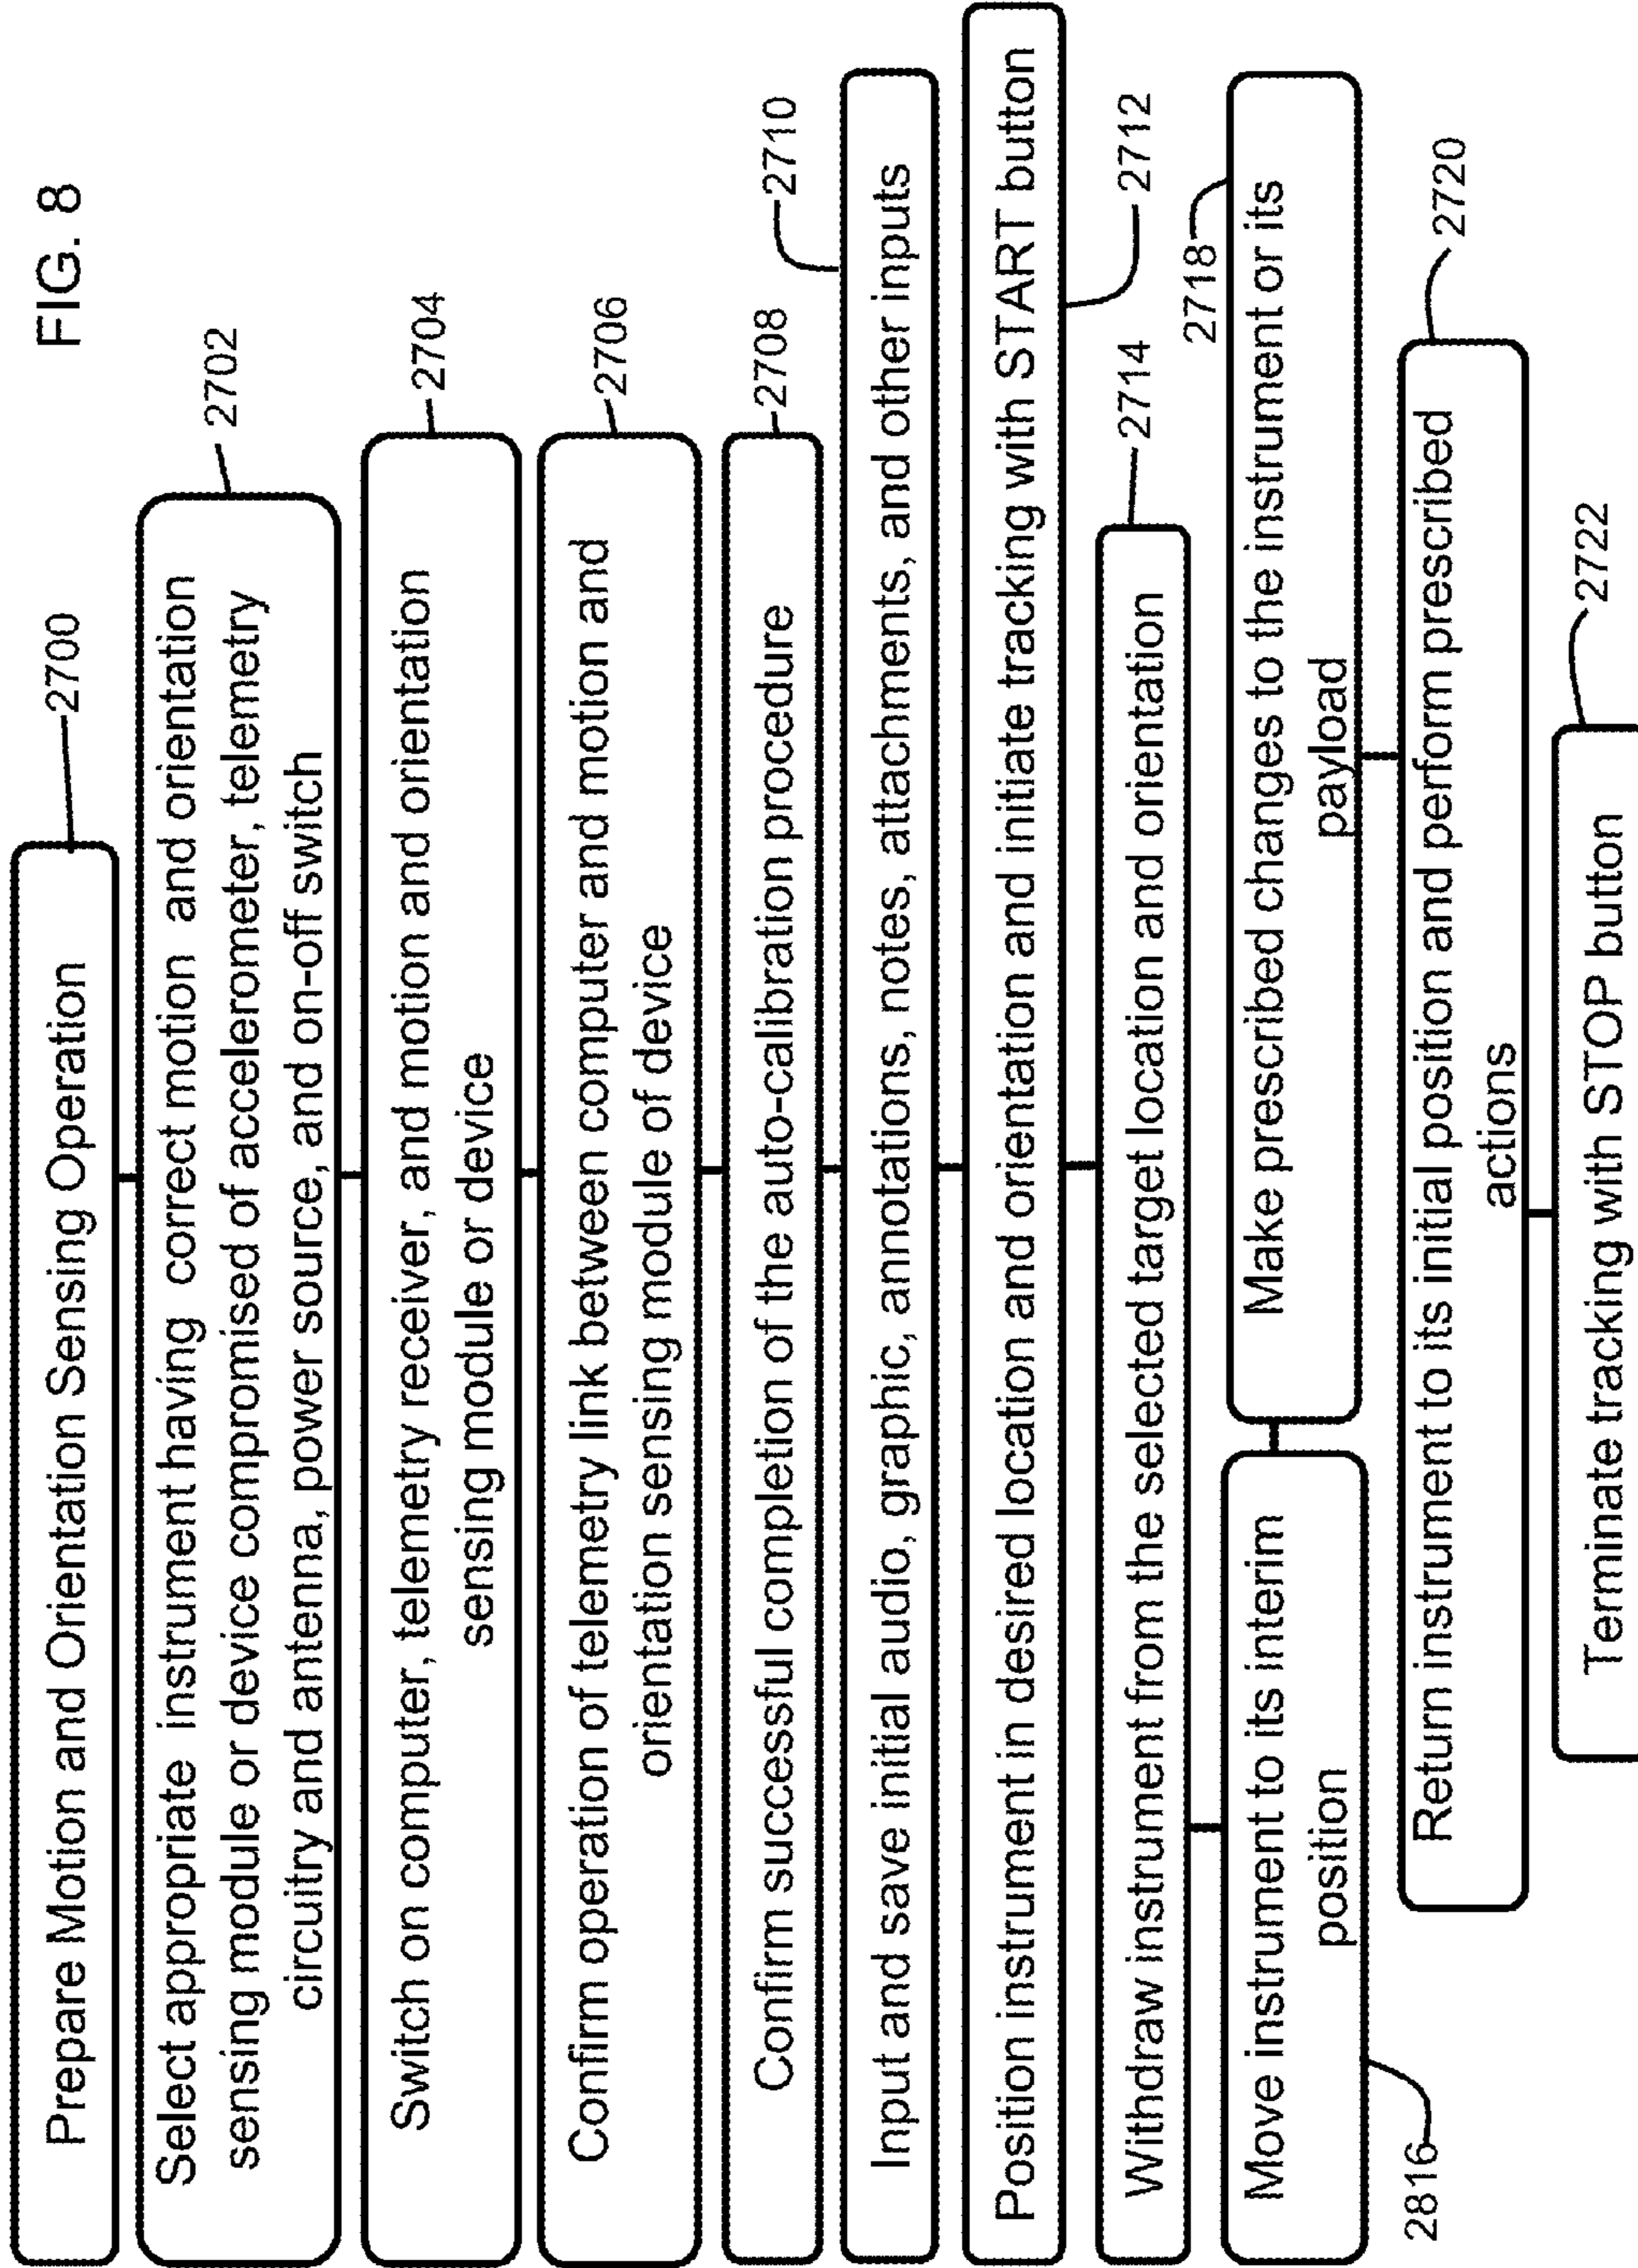 FIG. 8
Prepare Motion and Orientation Sensing Operation
2700
Select appropriate instrument having correct motion and orientation
sensing module or device compromised of accelerometer, telemetry
circuitry and antenna, power source, and on-off switch
2702
Switch on computer, telemetry receiver, and motion and orientation
sensing module or device
2704
Confirm operation of telemetry link between computer and motion and
orientation sensing module of device
2706
Confirm successful completion of the auto-calibration procedure
2708
Input and save initial audio, graphic, annotations, notes, attachments, and other inputs
2710
Position instrument in desired location and orientation and initiate tracking with START button
2712
Withdraw instrument from the selected target location and orientation
2714
Move instrument to its interim
position
2816
Make prescribed changes to the instrument or its
payload
2718
Return instrument to its initial position and perform prescribed
actions
2720
Terminate tracking with STOP button
2722